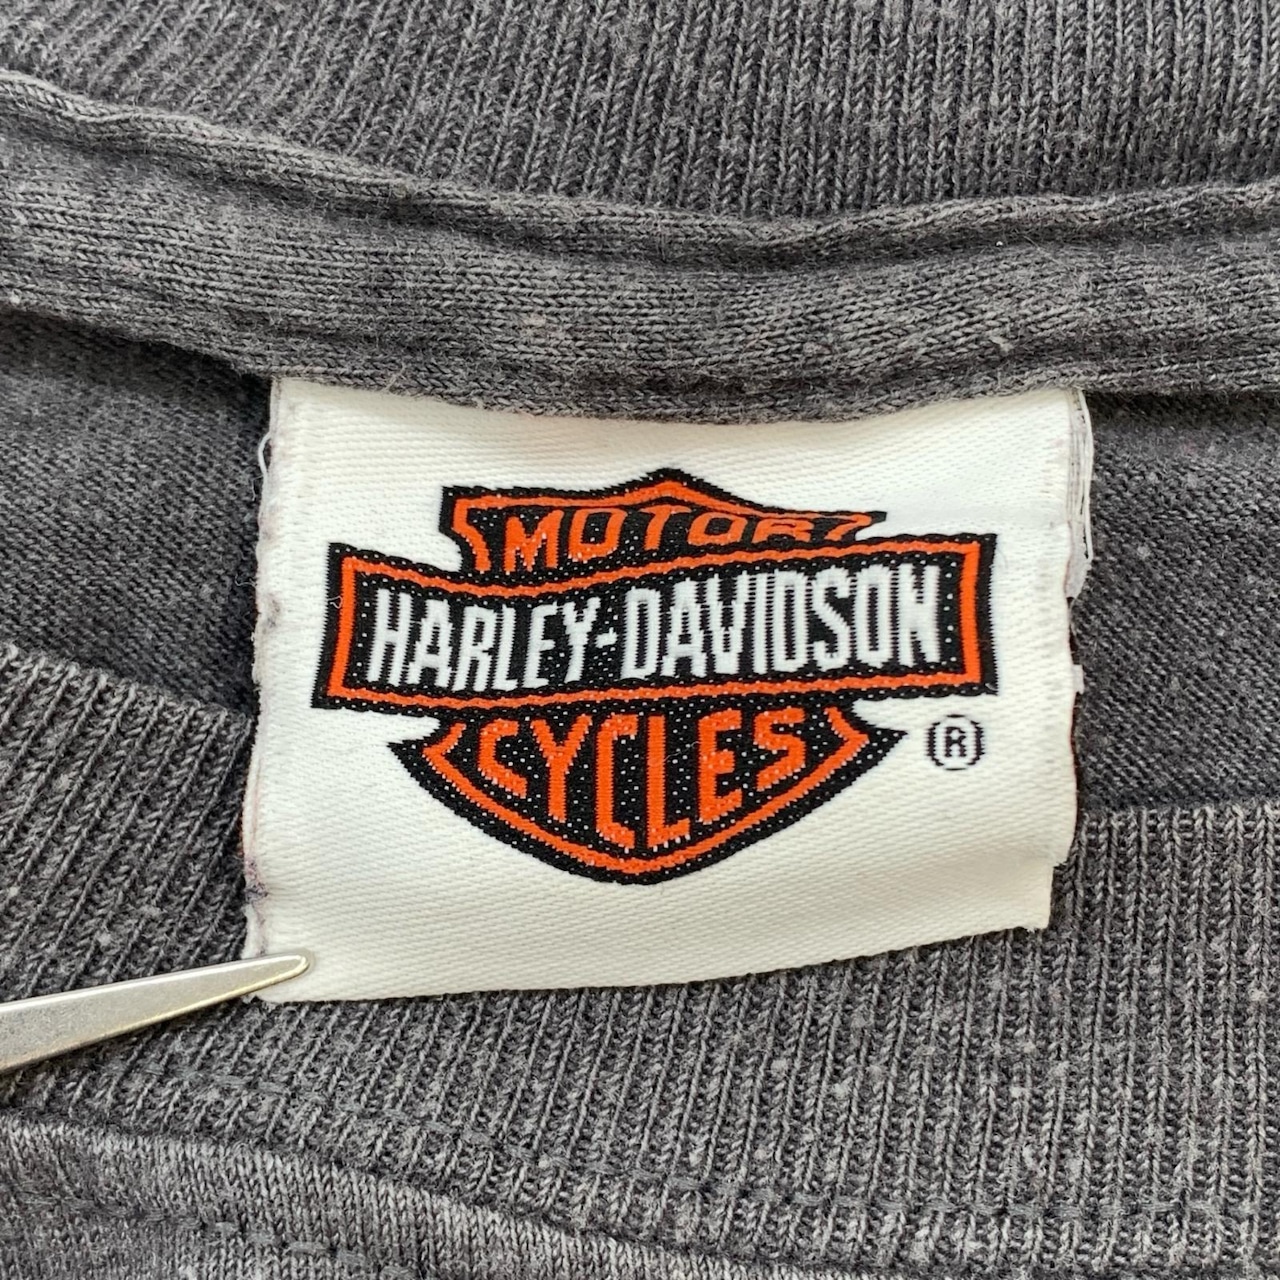 MOTOR
HARLEY-DAVIDSON
CYCLES
®